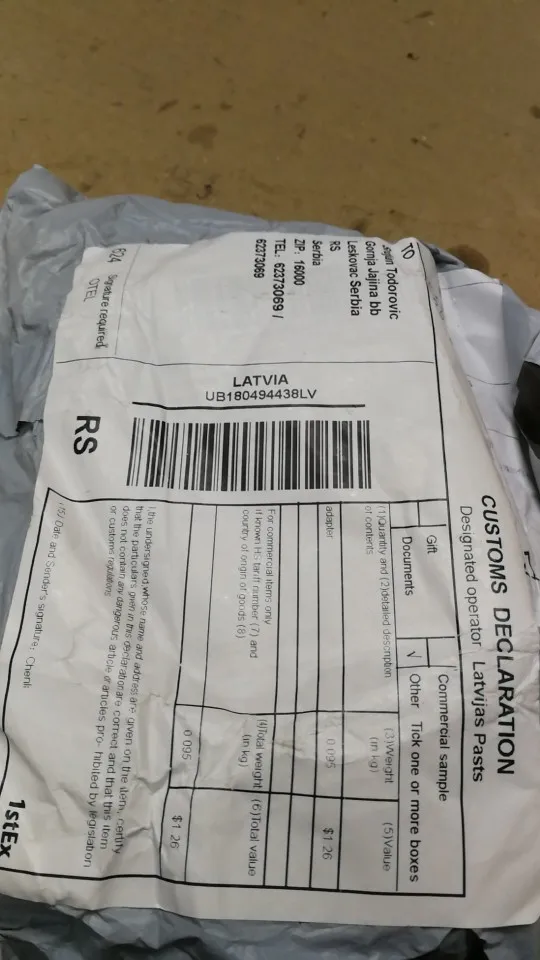 TO
Todorovic
Gornja Jajina bb
Leskovac Serbia
RS
Serbia
ZIP: 16000
TEL: 62373069 /
62373069
Signature required
OTEL
LATVIA
UB180494438LV
RS
CUSTOMS DECLARATION
Designated operator Latvijas Pasts
Gift
Commercial sample
Documents
√ Other Tick one or more boxes
(1)Quantity and (2)detailed description
of contents
(3)Weight
(in kg)
(5)Value
adapter
0.095
$1.26
For commercial items only
If known HS tariff number (7) and
country of origin of goods (8)
(4)Total weight
(in kg)
(6)Total value
0.095
$1.26
I,the undersigned,whose name and address are given on the item, certify
that the particulars given in this declaration are correct and that this item
does not contain any dangerous article or articles pro- hibited by legislation
or customs regulations
(15) Date and Sender's signature: Chenli
1stEx